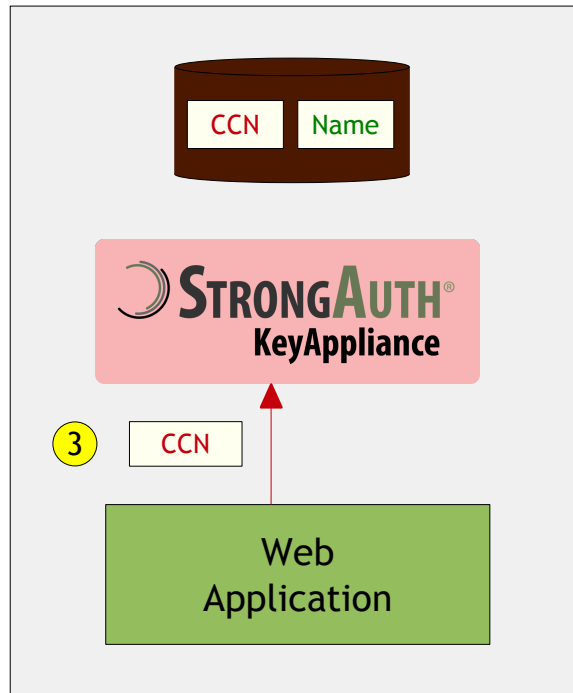 CCN Name
STRONGAUTH®
KeyAppliance
3 CCN
Web
Application